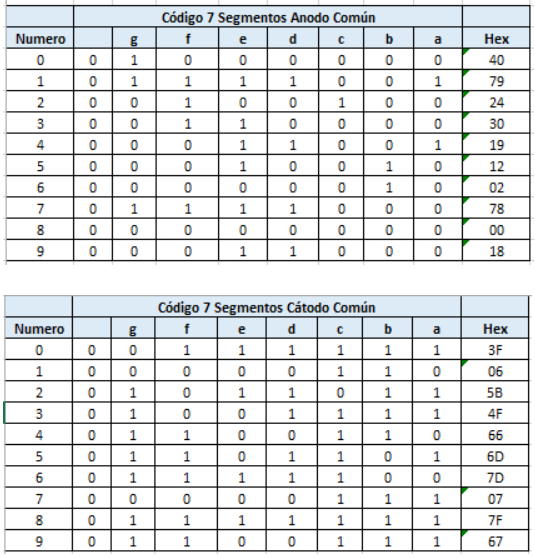 Código 7 Segmentos Anodo Común
Numero g f e d c b a Hex
0 0 1 0 0 0 0 0 0 40
1 0 1 1 1 1 0 0 1 79
2 0 0 1 0 0 1 0 0 24
3 0 0 1 1 0 0 0 0 30
4 0 0 0 1 1 0 0 1 19
5 0 0 0 1 0 0 1 0 12
6 0 0 0 0 0 0 1 0 02
7 0 1 1 1 1 0 0 0 78
8 0 0 0 0 0 0 0 0 00
9 0 0 0 1 1 0 0 0 18
Código 7 Segmentos Cátodo Común
Numero g f e d c b a Hex
0 0 0 1 1 1 1 1 1 3F
1 0 0 0 0 0 1 1 0 06
2 0 1 0 1 1 0 1 1 5B
3 0 1 0 0 1 1 1 1 4F
4 0 1 1 0 0 1 1 0 66
5 0 1 1 0 1 1 0 1 6D
6 0 1 1 1 1 1 0 0 7D
7 0 0 0 0 0 1 1 1 07
8 0 1 1 1 1 1 1 1 7F
9 0 1 1 0 0 1 1 1 67